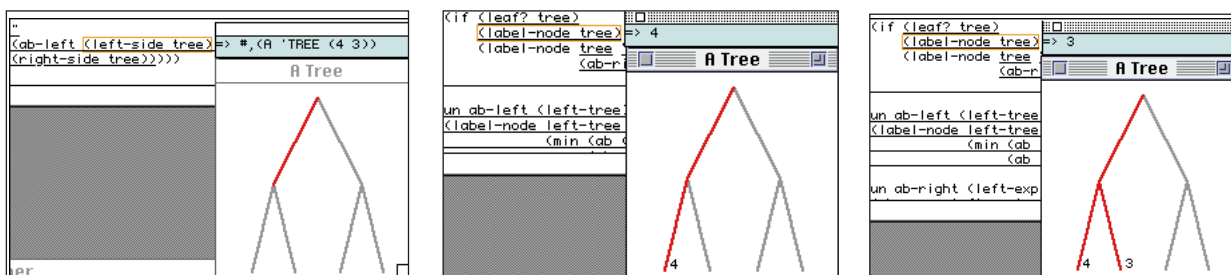 "
(ab-left (left-side tree)
(right-side tree)))))
=> #,(A 'TREE (4 3))
A Tree
(if (leaf? tree)
(label-node tree)
(label-node tree
(ab-ri
=> 4
A Tree
un ab-left (left-tree
(label-node left-tree
(min (ab
4
(if (leaf? tree)
(label-node tree)
(label-node tree
(ab-r
=> 3
A Tree
un ab-left (left-tree
(label-node left-tree
(min (ab
(ab
un ab-right (left-exp
4 3